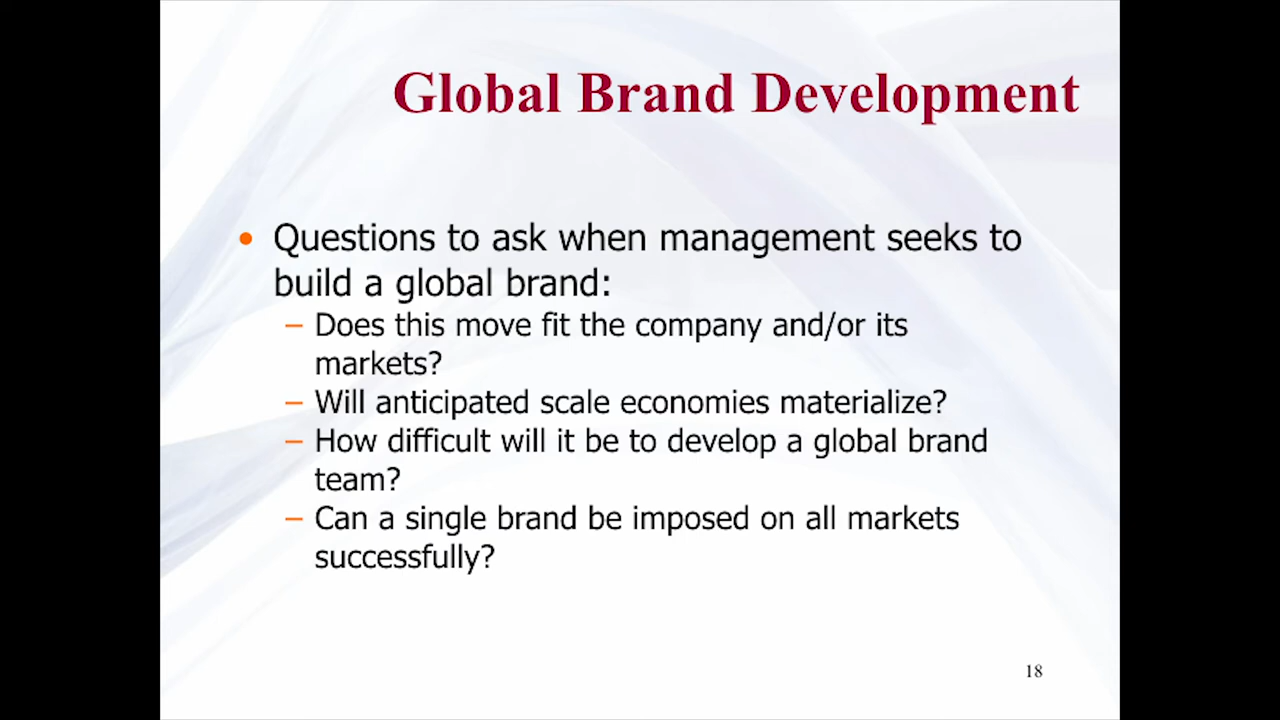 Global Brand Development
• Questions to ask when management seeks to
build a global brand:
– Does this move fit the company and/or its
markets?
– Will anticipated scale economies materialize?
– How difficult will it be to develop a global brand
team?
– Can a single brand be imposed on all markets
successfully?
18